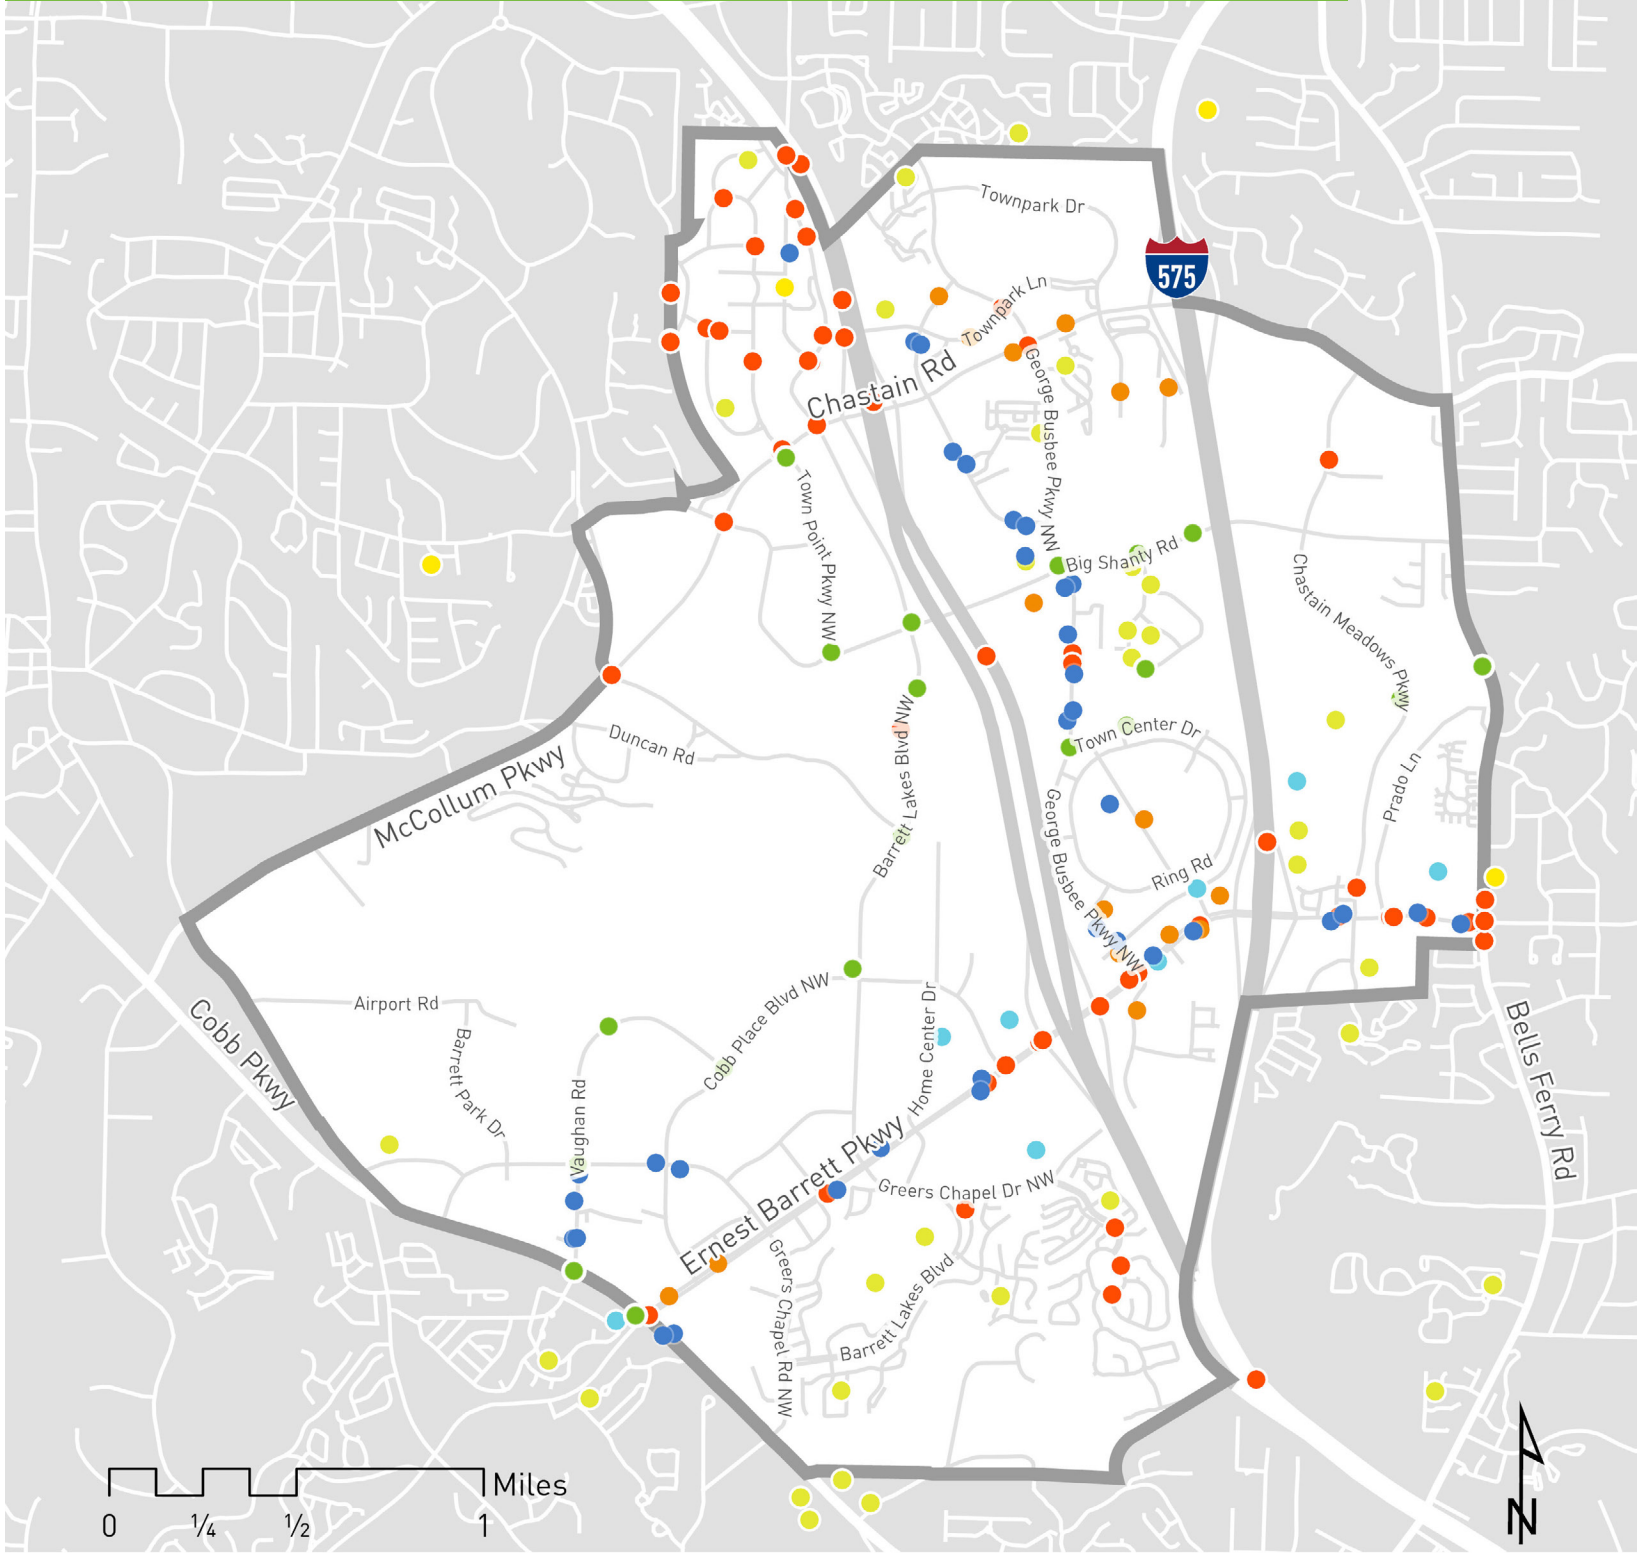 Townpark Dr
575
Townpark Ln
Chastain Rd
George Busbee Pkwy NW
Town Point Pkwy NW
Big Shanty Rd
Chastain Meadows Pkwy
Duncan Rd
Barrett Lakes Blvd NW
Town Center Dr
McCollum Pkwy
Prado Ln
George Busbee Pkwy NW
Ring Rd
Cobb Pkwy
Airport Rd
Barrett Park Dr
Cobb Place Blvd NW
Home Center Dr
Bells Ferry Rd
Vaughan Rd
Ernest Barrett Pkwy
Greers Chapel Dr NW
Greers Chapel Rd NW
Barrett Lakes Blvd
Miles
0 ¼ ½ 1
N